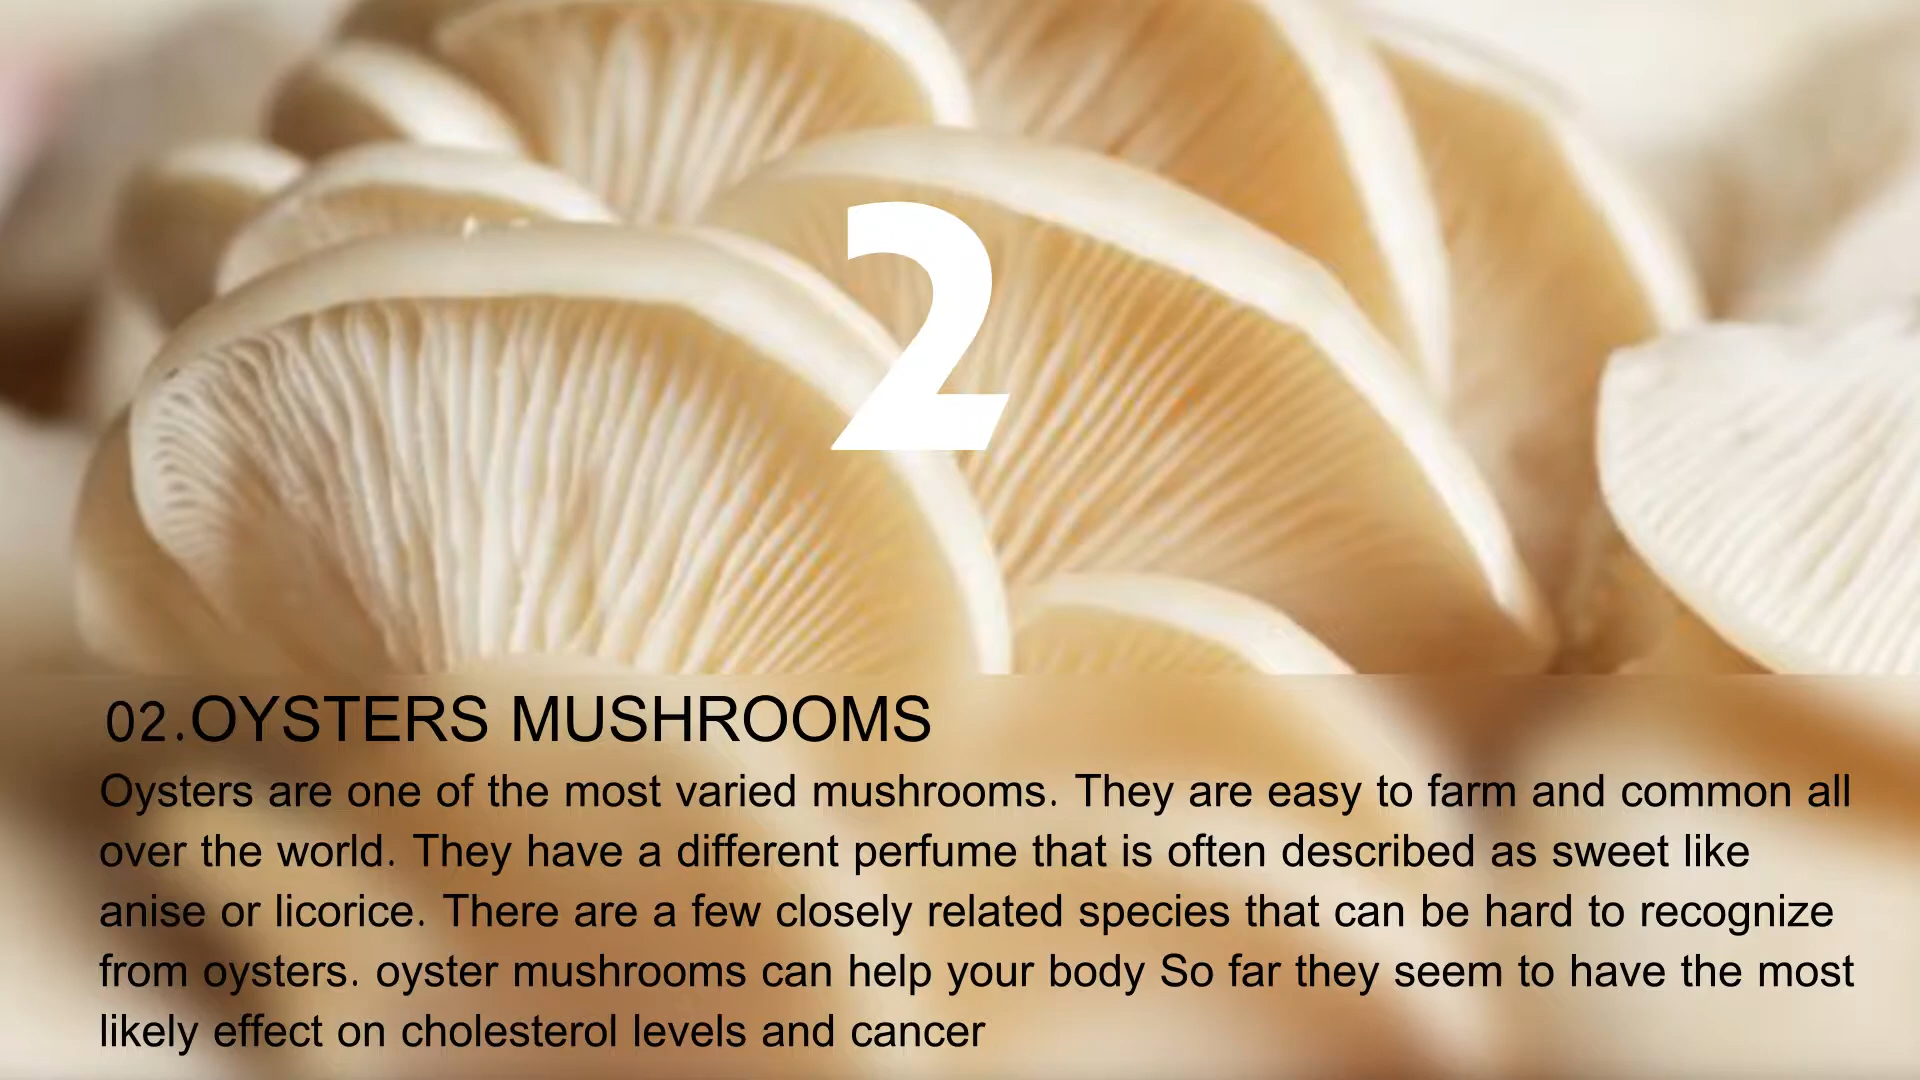 2
02.OYSTERS MUSHROOMS
Oysters are one of the most varied mushrooms. They are easy to farm and common all
over the world. They have a different perfume that is often described as sweet like
anise or licorice. There are a few closely related species that can be hard to recognize
from oysters. oyster mushrooms can help your body So far they seem to have the most
likely effect on cholesterol levels and cancer